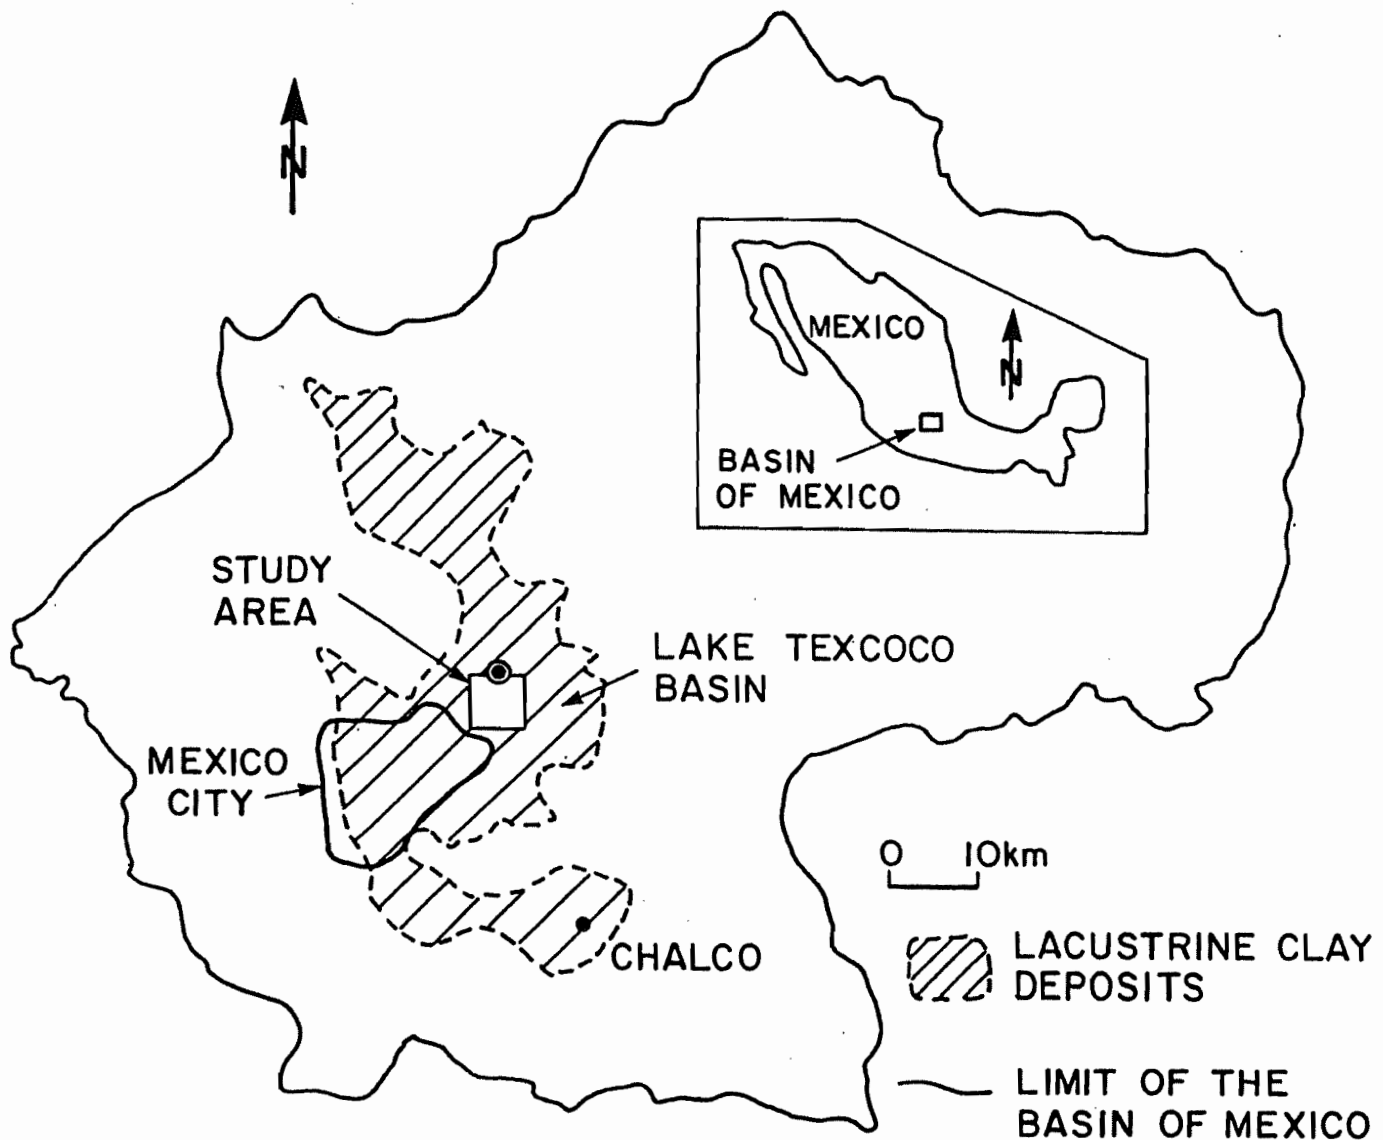 N
MEXICO
N
BASIN
OF MEXICO
STUDY
AREA
LAKE TEXCOCO
BASIN
MEXICO
CITY
0 10km
CHALCO
LACUSTRINE CLAY
DEPOSITS
LIMIT OF THE
BASIN OF MEXICO